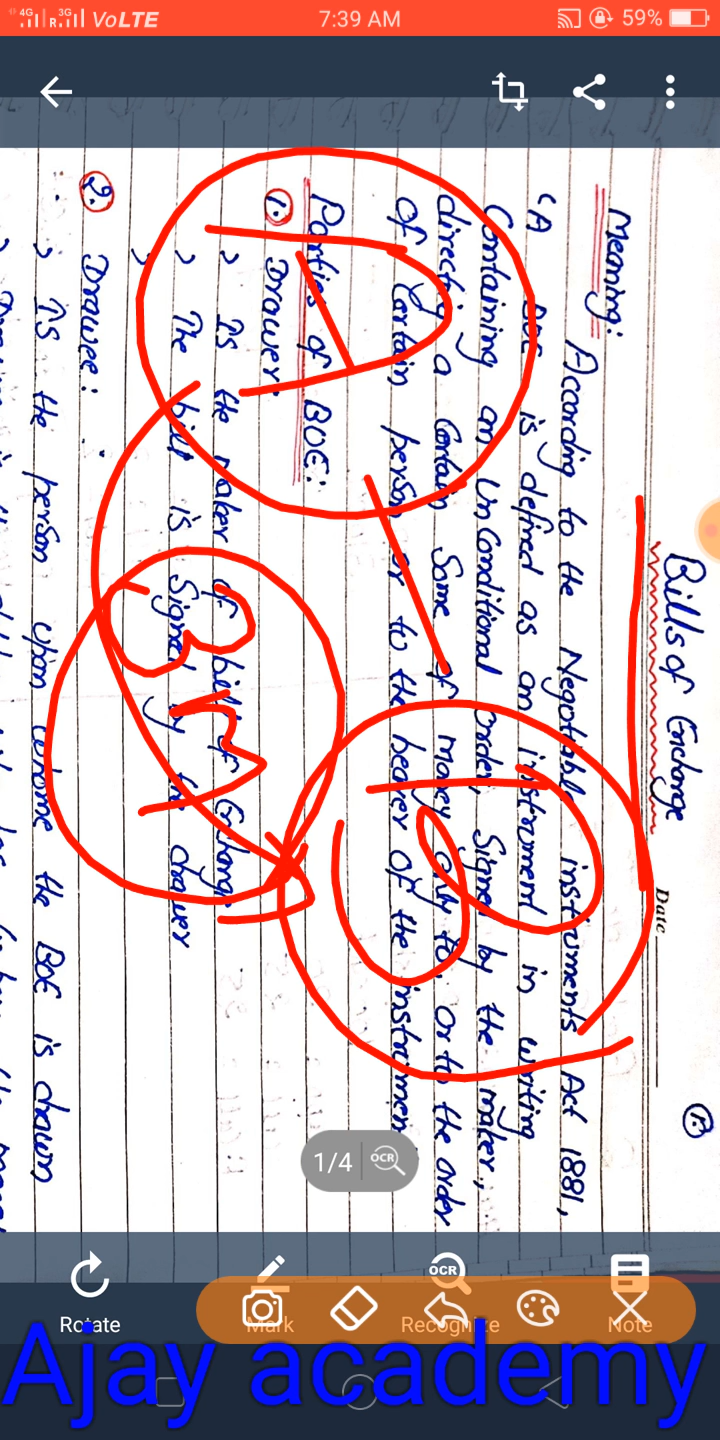 4G R 3G VoLTE 7:39 AM 59%
Date
1.
Bills of Exchange
Meaning:
According to the Negotiable instruments Act 1881,
"A BOE is defined as an instrument in writing
Containing an UnConditional order, Signed by the maker,
directing a Certain Some of money only to, or to the order
of Certain person or to the bearer of the instrumen
Parties of BOE:
1. Drawer:
> IS the maker of bill of Exchange
> The bill is Signed by the drawer
2. Drawee:
> IS the person upon whome the BOE is drawn
1/4 OCR
OCR
Rotate Mark Recognize Note
Ajay academy